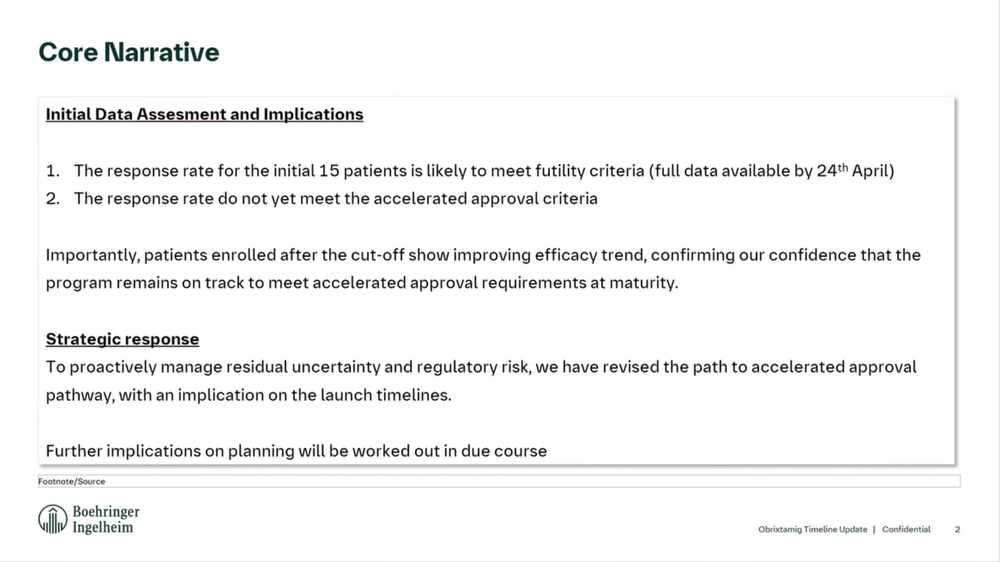 Core Narrative
Initial Data Assesment and Implications
1. The response rate for the initial 15 patients is likely to meet futility criteria (full data available by 24th April)
2. The response rate do not yet meet the accelerated approval criteria
Importantly, patients enrolled after the cut-off show improving efficacy trend, confirming our confidence that the
program remains on track to meet accelerated approval requirements at maturity.
Strategic response
To proactively manage residual uncertainty and regulatory risk, we have revised the path to accelerated approval
pathway, with an implication on the launch timelines.
Further implications on planning will be worked out in due course
Footnote/Source
Boehringer
Ingelheim
Obrixtamig Timeline Update | Confidential 2